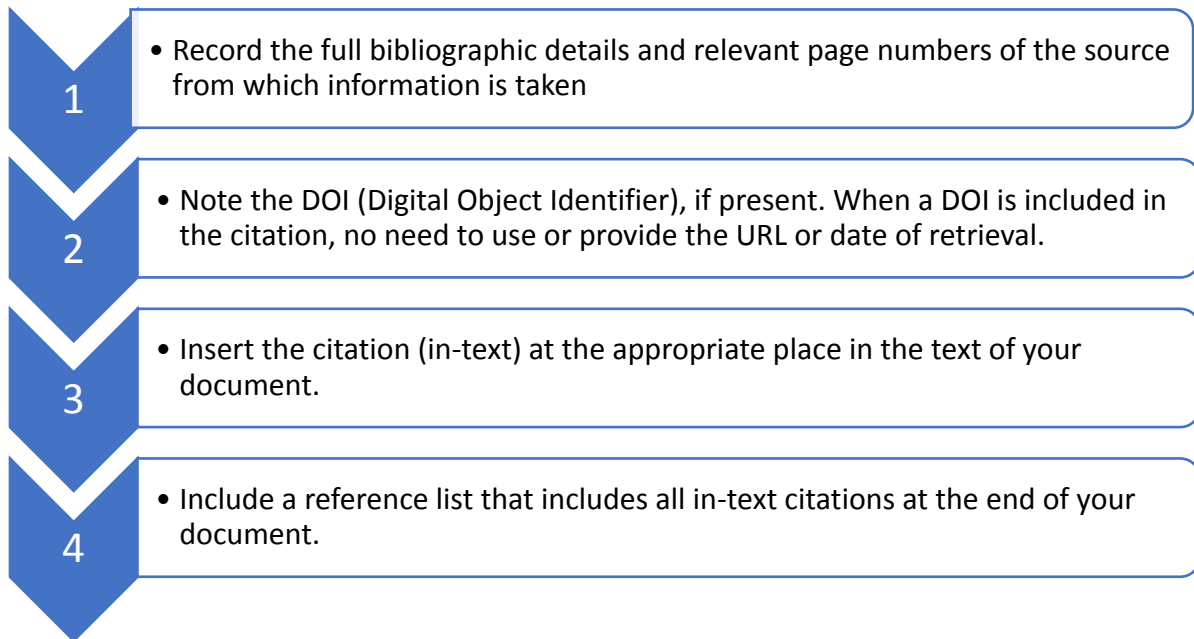 1
• Record the full bibliographic details and relevant page numbers of the source
from which information is taken
2
• Note the DOI (Digital Object Identifier), if present. When a DOI is included in
the citation, no need to use or provide the URL or date of retrieval.
3
• Insert the citation (in-text) at the appropriate place in the text of your
document.
4
• Include a reference list that includes all in-text citations at the end of your
document.